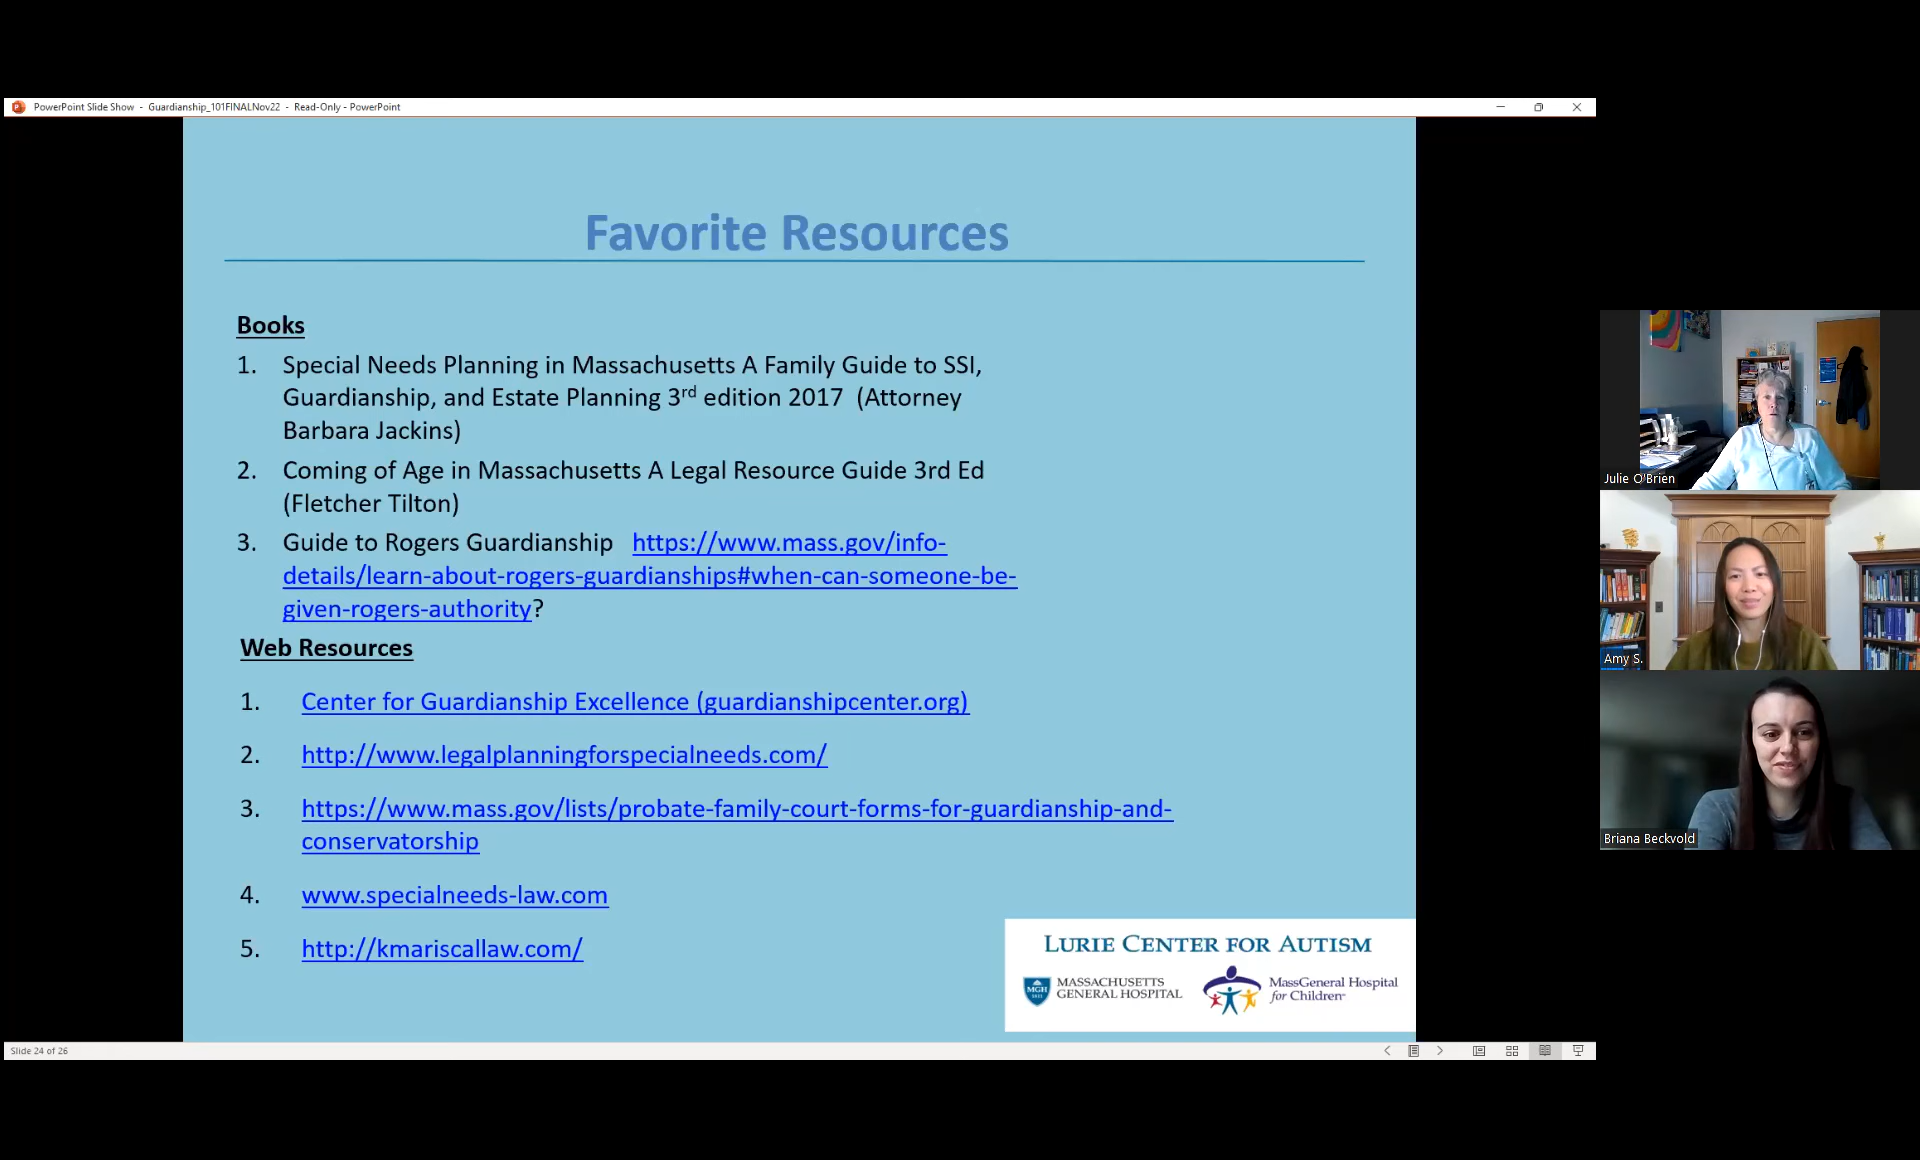 PowerPoint Slide Show - Guardianship_101FINALNov22 - Read-Only - PowerPoint
Favorite Resources
Books
1. Special Needs Planning in Massachusetts A Family Guide to SSI,
Guardianship, and Estate Planning 3rd edition 2017 (Attorney
Barbara Jackins)
2. Coming of Age in Massachusetts A Legal Resource Guide 3rd Ed
(Fletcher Tilton)
3. Guide to Rogers Guardianship https://www.mass.gov/info-
details/learn-about-rogers-guardianships#when-can-someone-be-
given-rogers-authority?
Web Resources
1. Center for Guardianship Excellence (guardianshipcenter.org)
2. http://www.legalplanningforspecialneeds.com/
3. https://www.mass.gov/lists/probate-family-court-forms-for-guardianship-and-
conservatorship
4. www.specialneeds-law.com
5. http://kmariscallaw.com/
LURIE CENTER FOR AUTISM
MGH
1811
MASSACHUSETTS
GENERAL HOSPITAL
MassGeneral Hospital
for Children
Slide 24 of 26
Julie O'Brien
Amy S.
Briana Beckvold